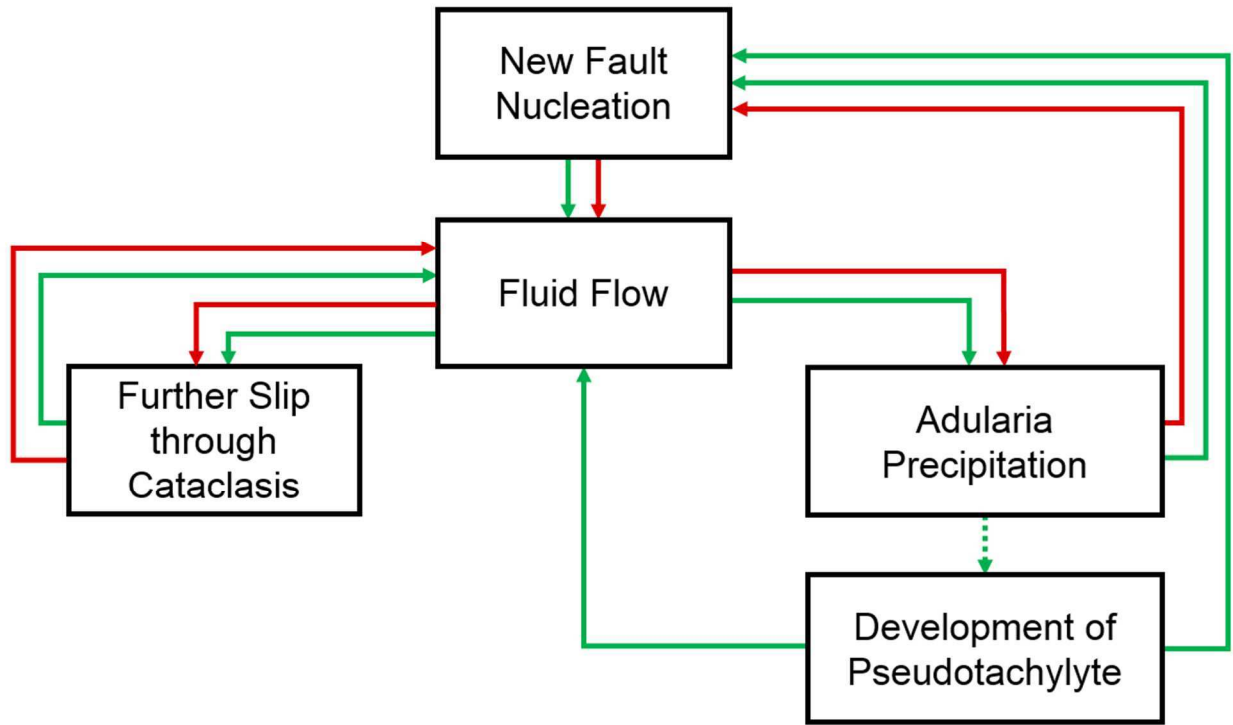 New Fault
Nucleation
Fluid Flow
Further Slip
through
Cataclasis
Adularia
Precipitation
Development of
Pseudotachylyte